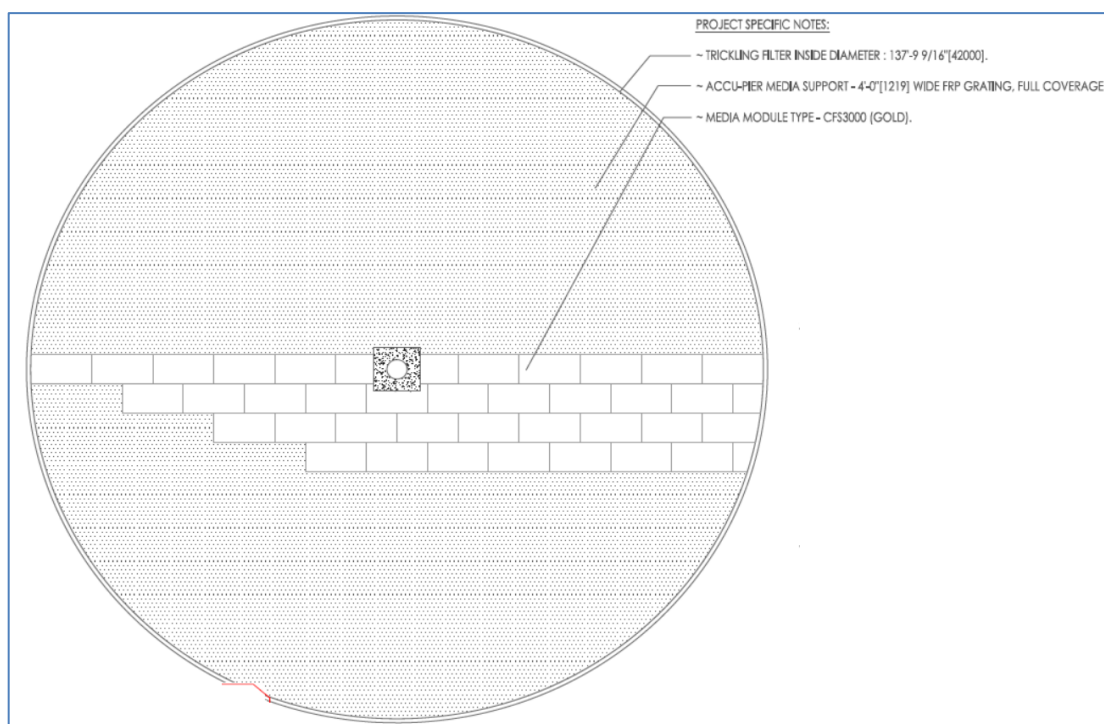 PROJECT SPECIFIC NOTES:
~ TRICKLING FILTER INSIDE DIAMETER : 137'-9 9/16"[42000].
~ ACCU-PIER MEDIA SUPPORT - 4'-0"[1219] WIDE FRP GRATING, FULL COVERAGE
~ MEDIA MODULE TYPE - CFS3000 (GOLD).